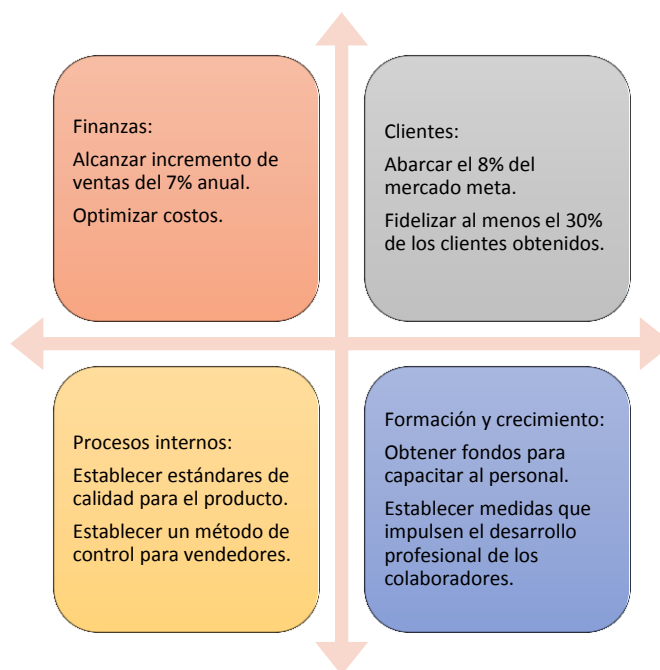 Finanzas:
Alcanzar incremento de
ventas del 7% anual.
Optimizar costos.
Clientes:
Abarcar el 8% del
mercado meta.
Fidelizar al menos el 30%
de los clientes obtenidos.
Procesos internos:
Establecer estándares de
calidad para el producto.
Establecer un método de
control para vendedores.
Formación y crecimiento:
Obtener fondos para
capacitar al personal.
Establecer medidas que
impulsen el desarrollo
profesional de los
colaboradores.